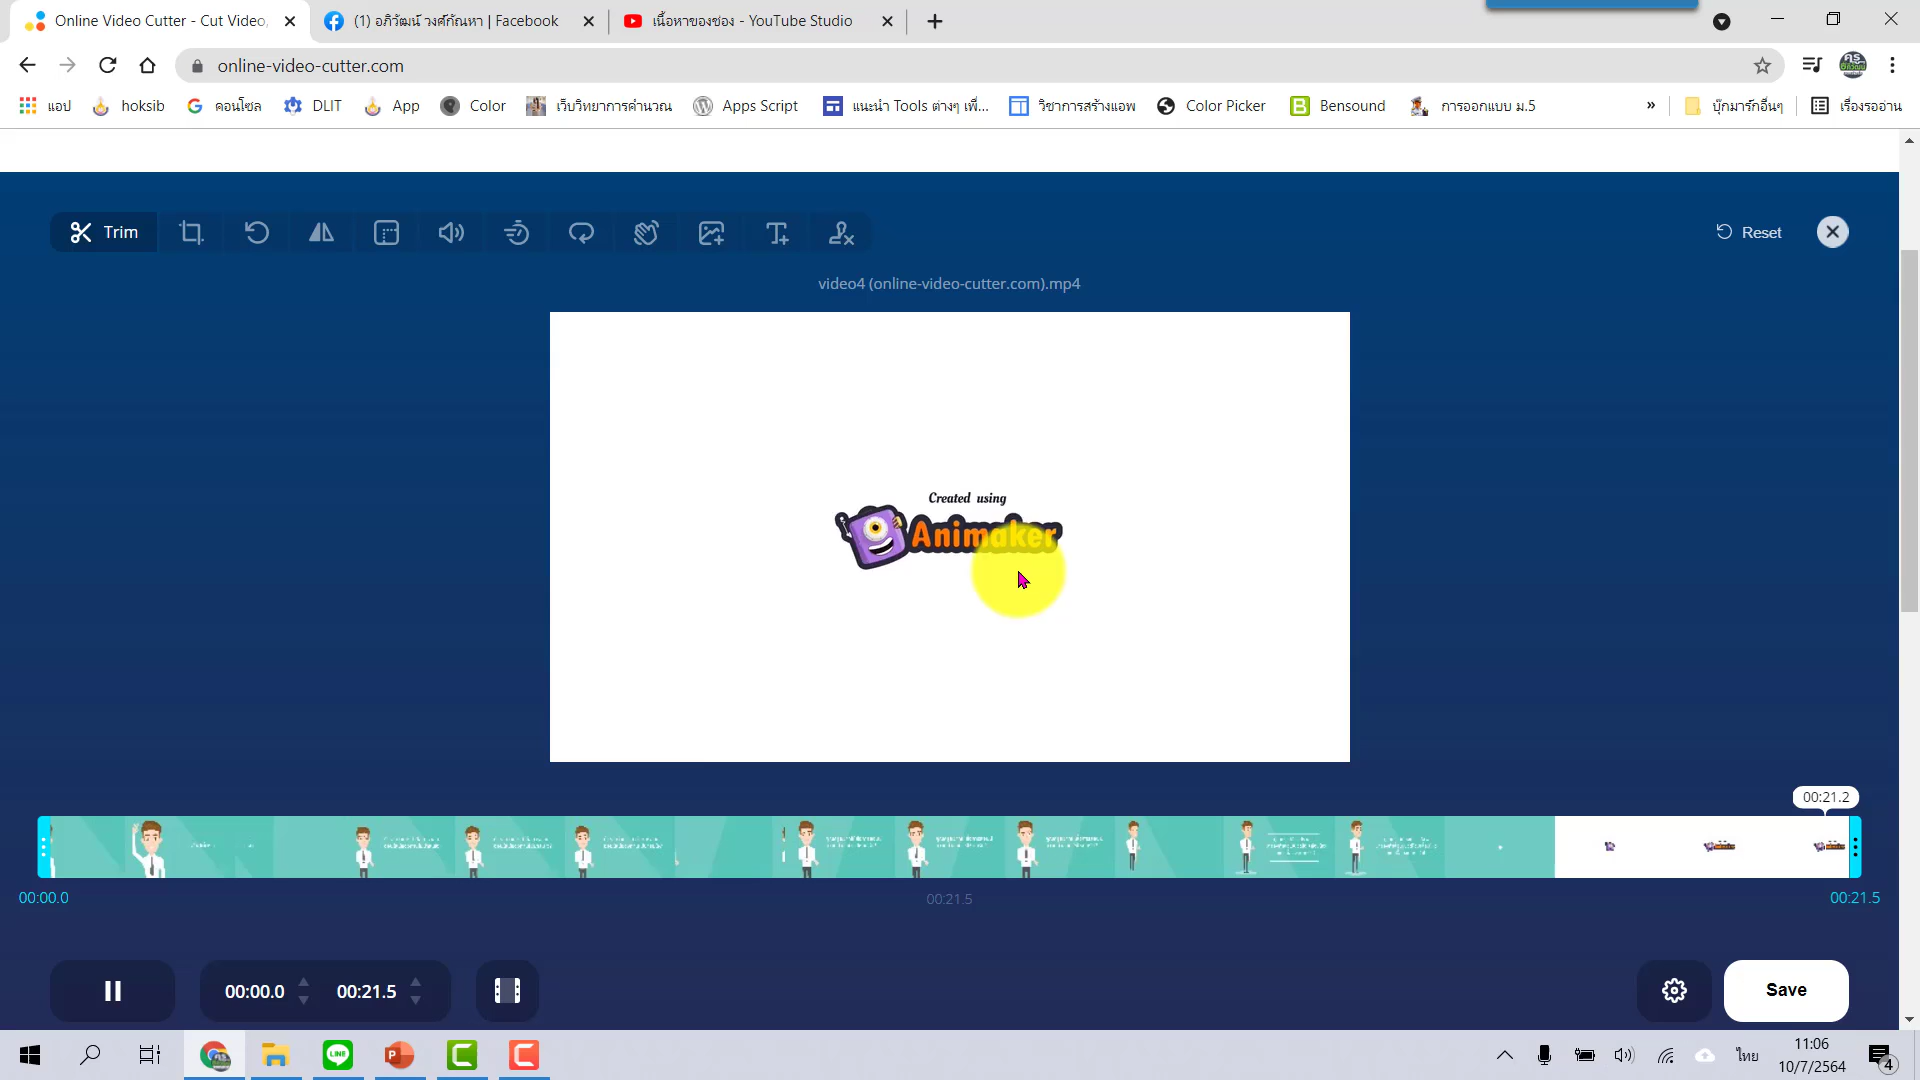 Online Video Cutter - Cut Video,
(1) อภิวัฒน์ วงศ์กัณหา | Facebook
เนื้อหาของช่อง - YouTube Studio
online-video-cutter.com
แอป
hoksib
คอนโซล
DLIT
App
Color
เว็บวิทยาการคำนวณ
Apps Script
แนะนำ Tools ต่างๆ เพื่...
วิชาการสร้างแอพ
Color Picker
Bensound
การออกแบบ ม.5
»
บุ๊กมาร์กอื่นๆ
เรื่องรออ่าน
Trim
Reset
video4 (online-video-cutter.com).mp4
Created using
Animaker
00:21.2
00:00.0
00:21.5
00:21.5
00:00.0
00:21.5
Save
ไทย
11:06
10/7/2564
4